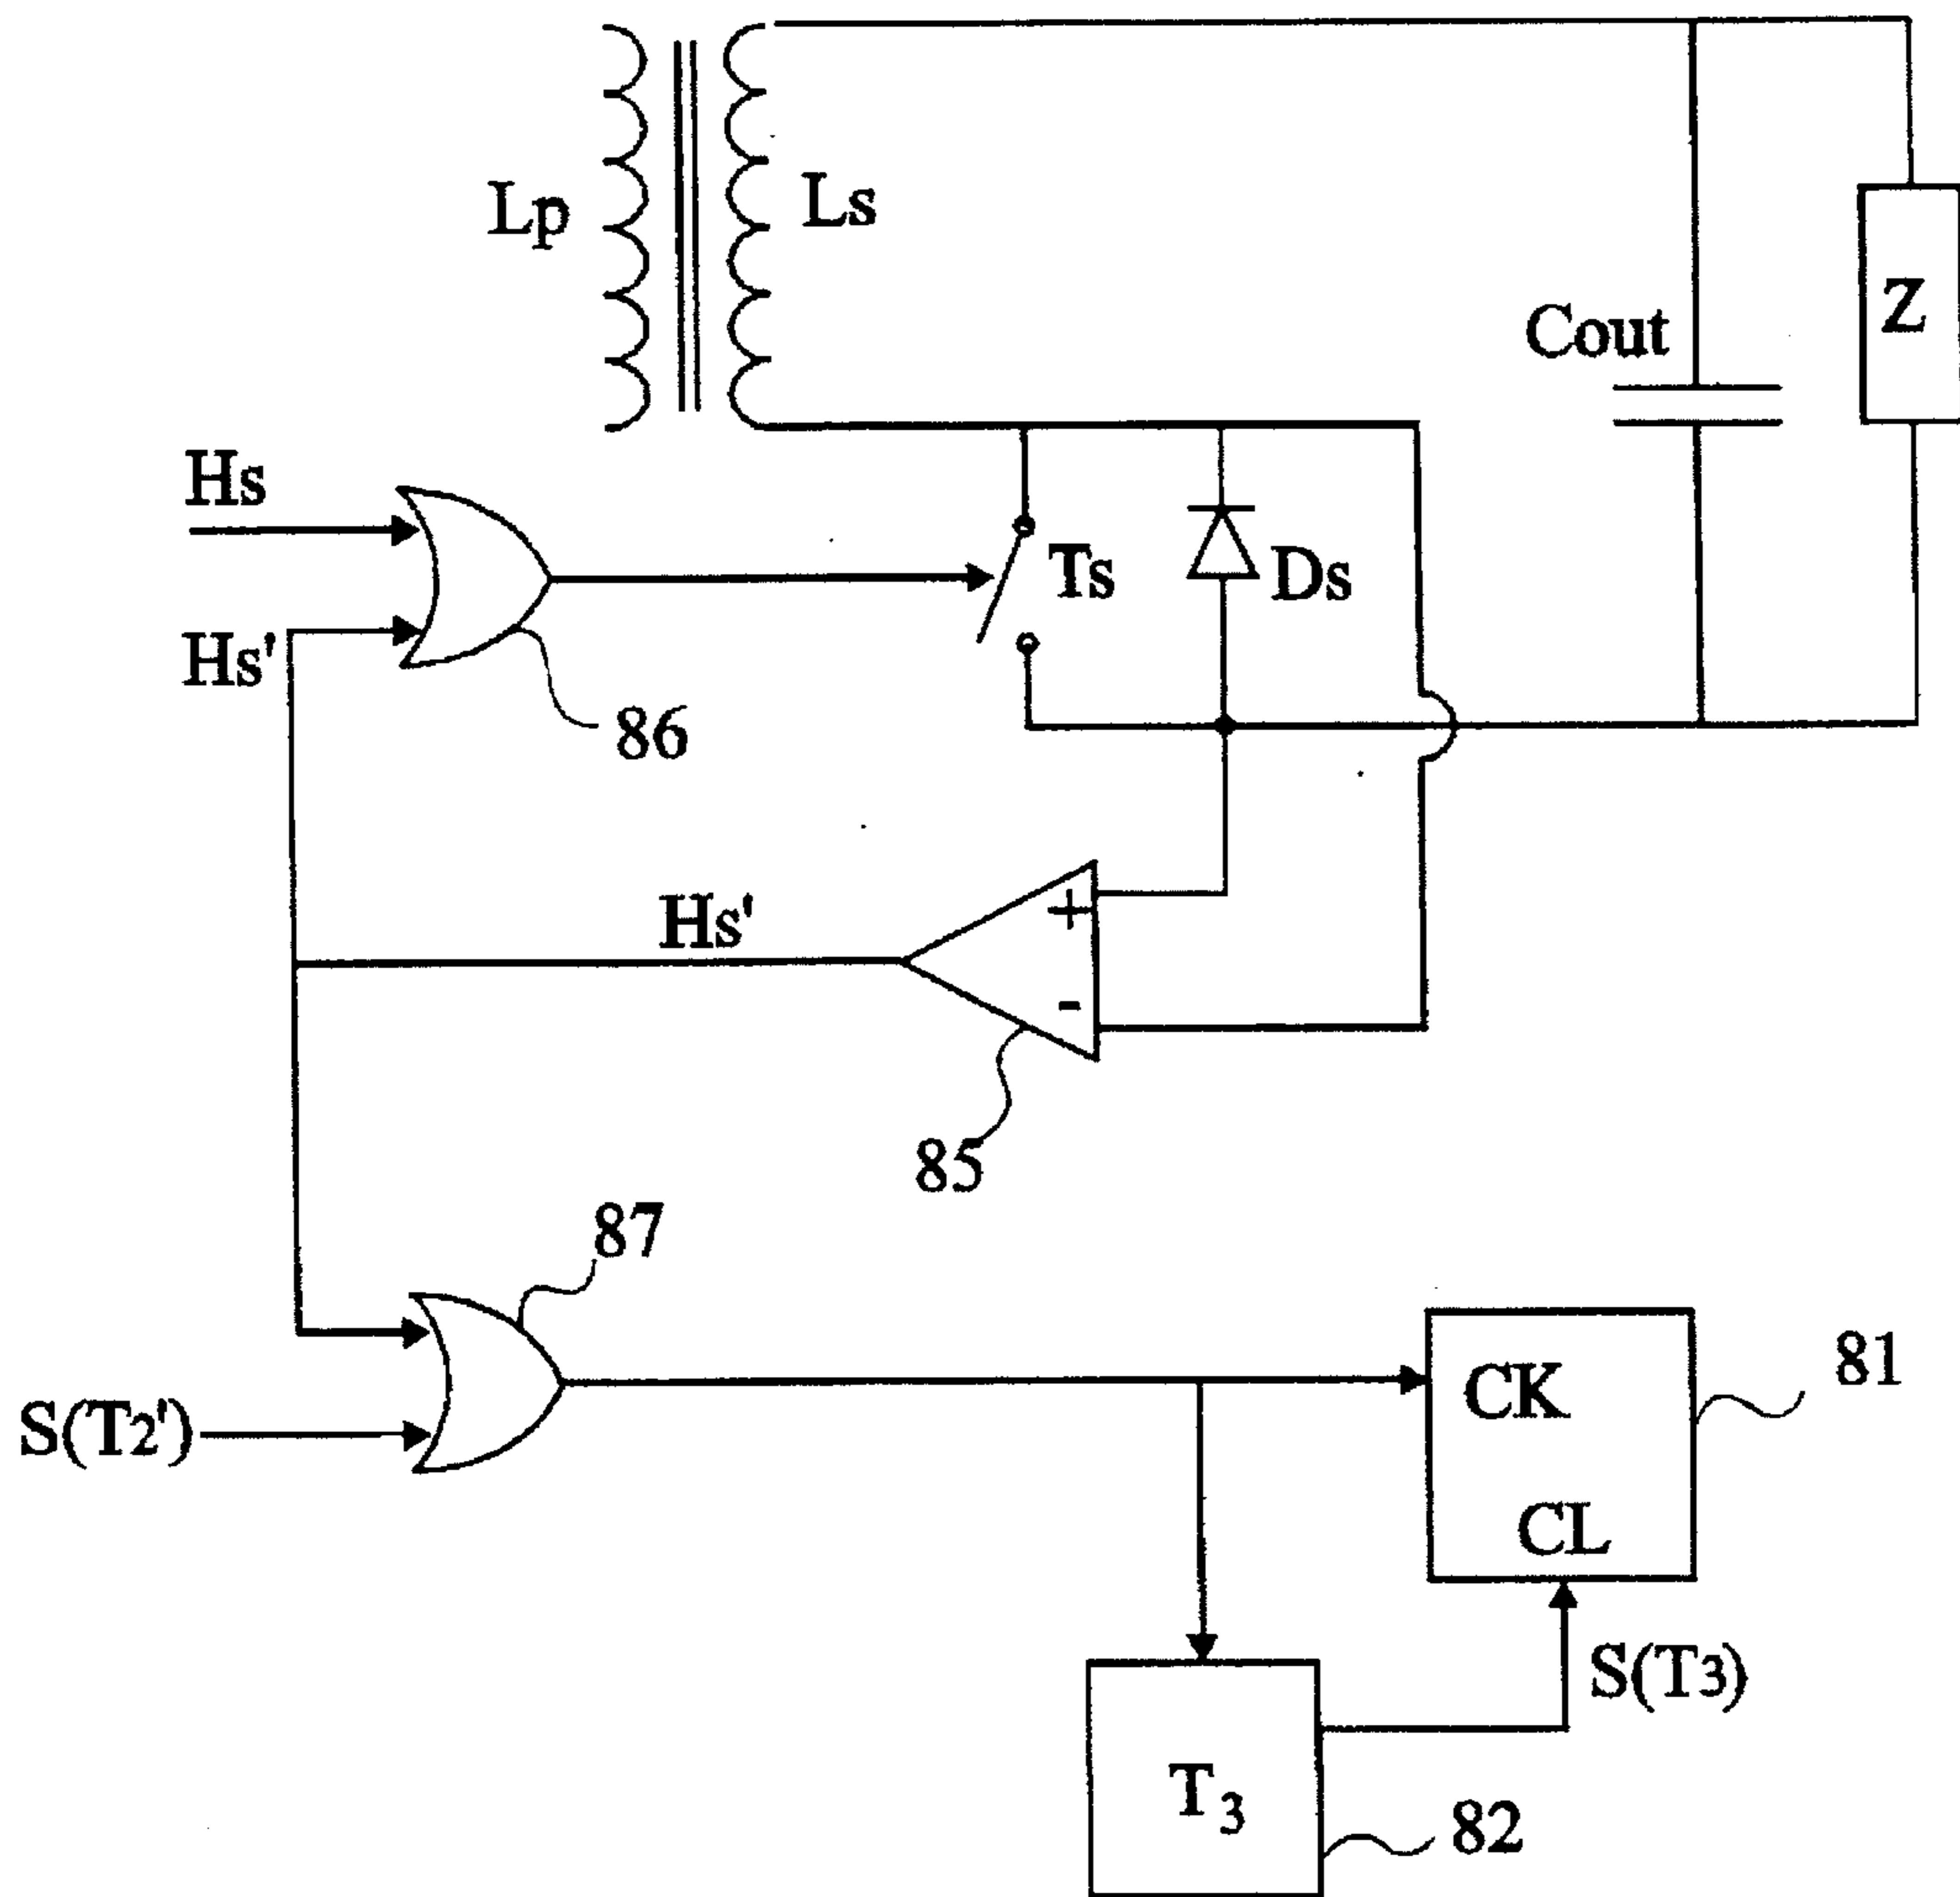 Lp
Ls
Z
Cout
Hs
Ts
Ds
Hs'
86
Hs'
+
-
85
87
81
CK
S(T2')
CL
S(T3)
T3
82